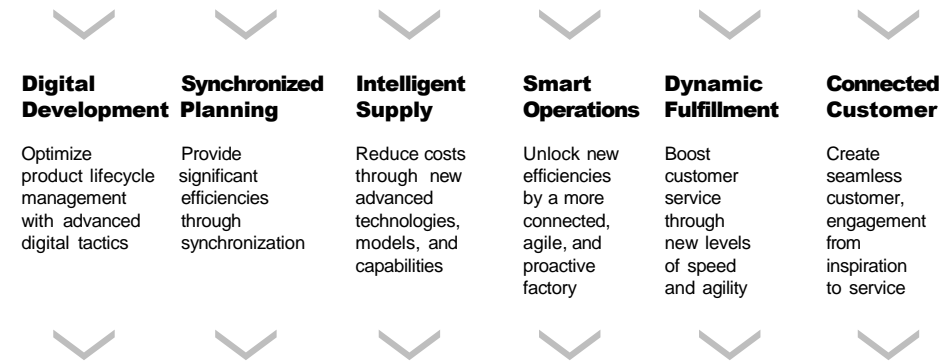 Digital
Development
Optimize
product lifecycle
management
with advanced
digital tactics
Synchronized
Planning
Provide
significant
efficiencies
through
synchronization
Intelligent
Supply
Reduce costs
through new
advanced
technologies,
models, and
capabilities
Smart
Operations
Unlock new
efficiencies
by a more
connected,
agile, and
proactive
factory
Dynamic
Fulfillment
Boost
customer
service
through
new levels
of speed
and agility
Connected
Customer
Create
seamless
customer,
engagement
from
inspiration
to service